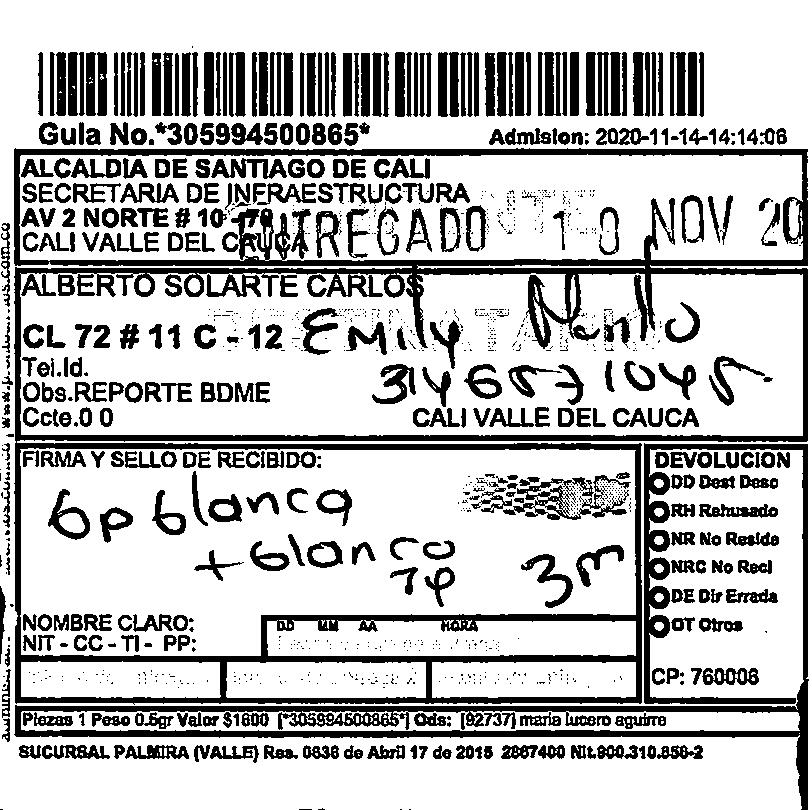 Guia No.*305994500865*
Admision: 2020-11-14-14:14:06
ALCALDIA DE SANTIAGO DE CALI
SECRETARIA DE INFRAESTRUCTURA
AV 2 NORTE # 10 -70
CALI VALLE DEL CAUCA
ENTREGADO 10 NOV 20
ALBERTO SOLARTE CARLOS
DESTINATARIO
CL 72 # 11 C - 12 Emily
Tel.Id.
3146571045
Obs.REPORTE BDME
Ccte.0 0
CALI VALLE DEL CAUCA
FIRMA Y SELLO DE RECIBIDO:
6p blanca
+ blanco
3m
NOMBRE CLARO:
NIT - CC - TI - PP:
DD MM AA HORA
DEVOLUCION
DD Dest Desc
RH Rehusado
NR No Reside
NRC No Recl
DE Dir Errada
OT Otros
CP: 760008
Piezas 1 Peso 0.5gr Valor $1600 [*305994500865*] Ods: [92737] maria lucero aguirre
SUCURSAL PALMIRA (VALLE) Res. 0636 de Abril 17 de 2015 2867400 Nit.900.310.856-2